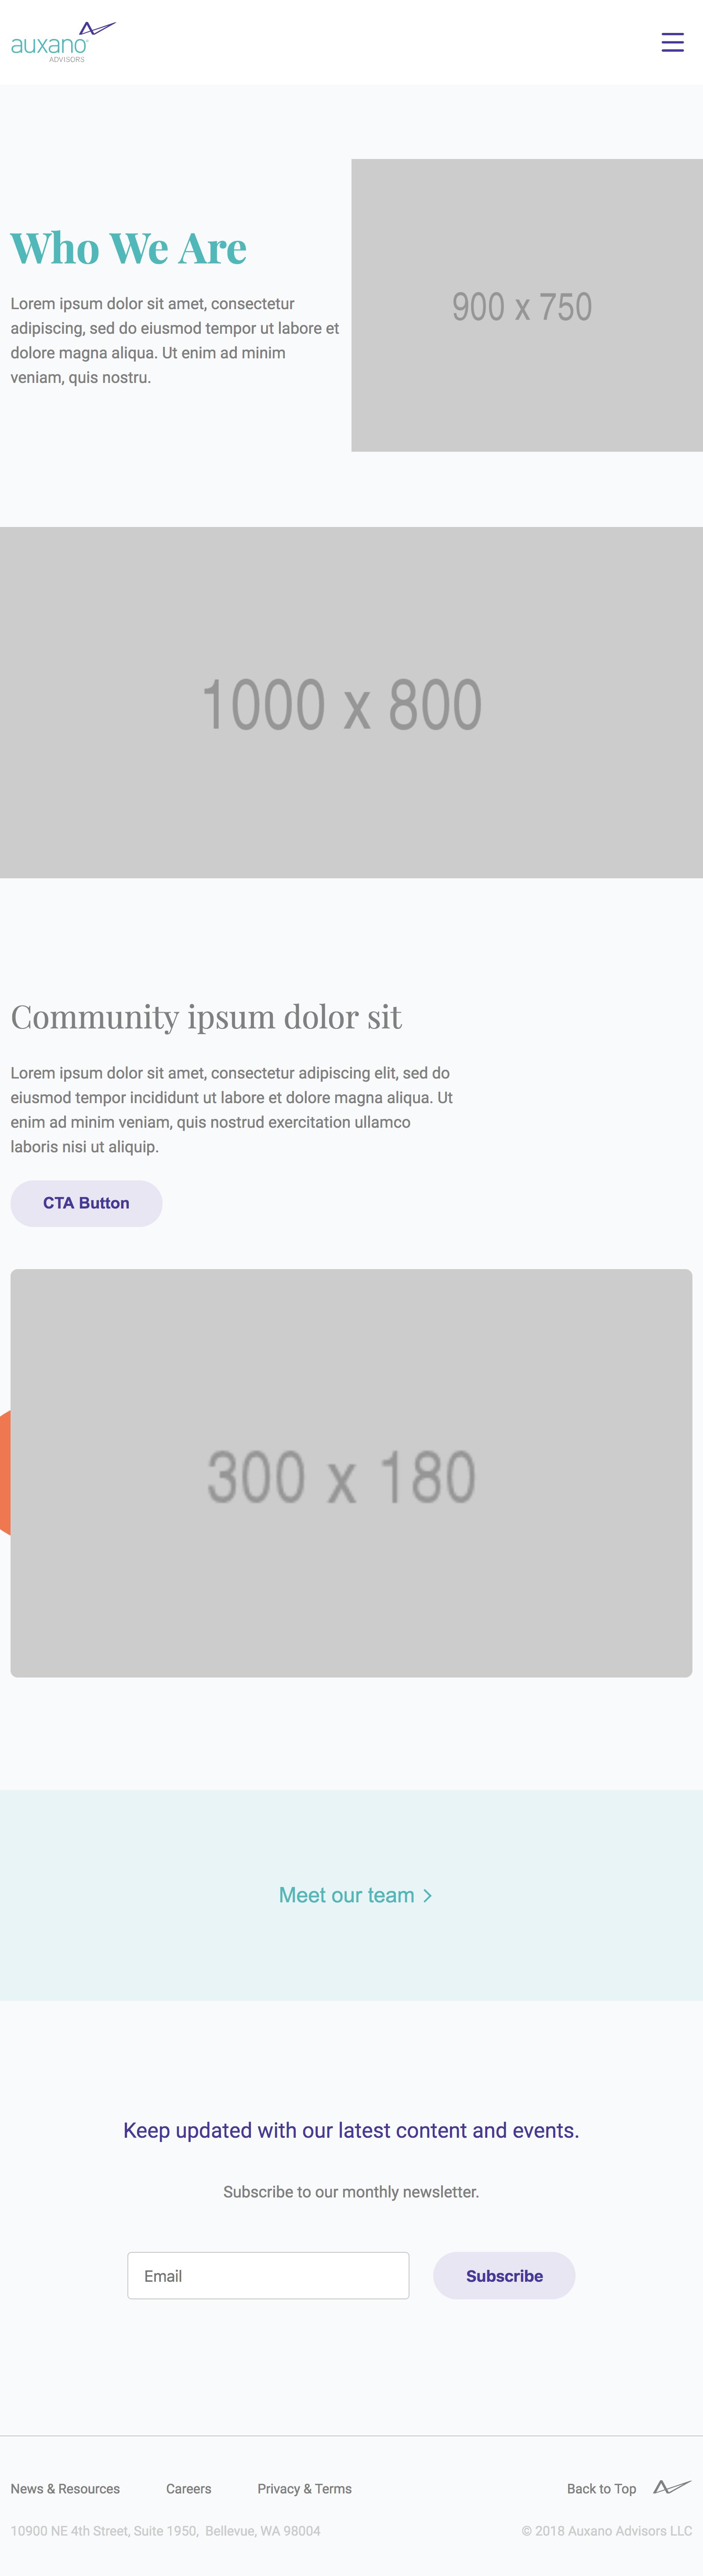 auxano
ADVISORS
Who We Are
900 x 750
Lorem ipsum dolor sit amet, consectetur
adipiscing, sed do eiusmod tempor ut labore et
dolore magna aliqua. Ut enim ad minim
veniam, quis nostru.
1000 x 800
Community ipsum dolor sit
Lorem ipsum dolor sit amet, consectetur adipiscing elit, sed do
eiusmod tempor incididunt ut labore et dolore magna aliqua. Ut
enim ad minim veniam, quis nostrud exercitation ullamco
laboris nisi ut aliquip.
CTA Button
300 x 180
Meet our team >
Keep updated with our latest content and events.
Subscribe to our monthly newsletter.
Email Subscribe
News & Resources Careers Privacy & Terms Back to Top
10900 NE 4th Street, Suite 1950, Bellevue, WA 98004 © 2018 Auxano Advisors LLC